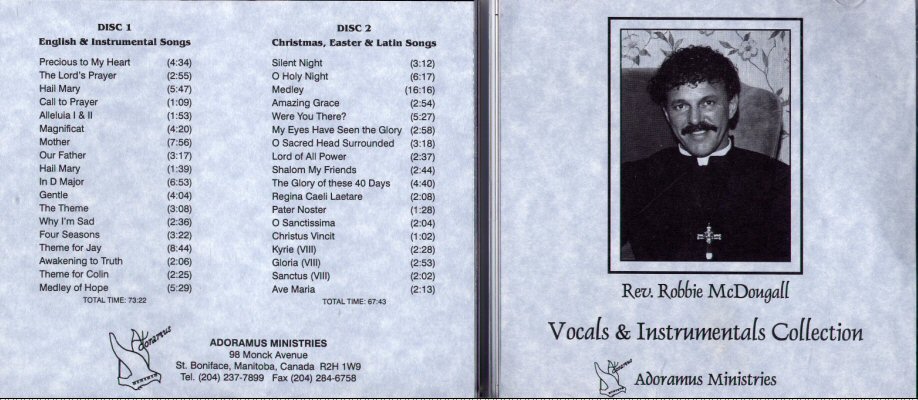 DISC 1
English & Instrumental Songs
Precious to My Heart (4:34)
The Lord's Prayer (2:55)
Hail Mary (5:47)
Call to Prayer (1:09)
Alleluia I & II (1:53)
Magnificat (4:20)
Mother (7:56)
Our Father (3:17)
Hail Mary (1:39)
In D Major (6:53)
Gentle (4:04)
The Theme (3:08)
Why I'm Sad (2:36)
Four Seasons (3:22)
Theme for Jay (8:44)
Awakening to Truth (2:06)
Theme for Colin (2:25)
Medley of Hope (5:29)
TOTAL TIME: 73:22
DISC 2
Christmas, Easter & Latin Songs
Silent Night (3:12)
O Holy Night (6:17)
Medley (16:16)
Amazing Grace (2:54)
Were You There? (5:27)
My Eyes Have Seen the Glory (2:58)
O Sacred Head Surrounded (3:18)
Lord of All Power (2:37)
Shalom My Friends (2:44)
The Glory of these 40 Days (4:40)
Regina Caeli Laetare (2:08)
Pater Noster (1:28)
O Sanctissima (2:04)
Christus Vincit (1:02)
Kyrie (VIII) (2:28)
Gloria (VIII) (2:53)
Sanctus (VIII) (2:02)
Ave Maria (2:13)
TOTAL TIME: 67:43
Adoramus
ADORAMUS MINISTRIES
98 Monck Avenue
St. Boniface, Manitoba, Canada R2H 1W9
Tel. (204) 237-7899 Fax (204) 284-6758
Rev. Robbie McDougall
Vocals & Instrumentals Collection
Adoramus
Adoramus Ministries